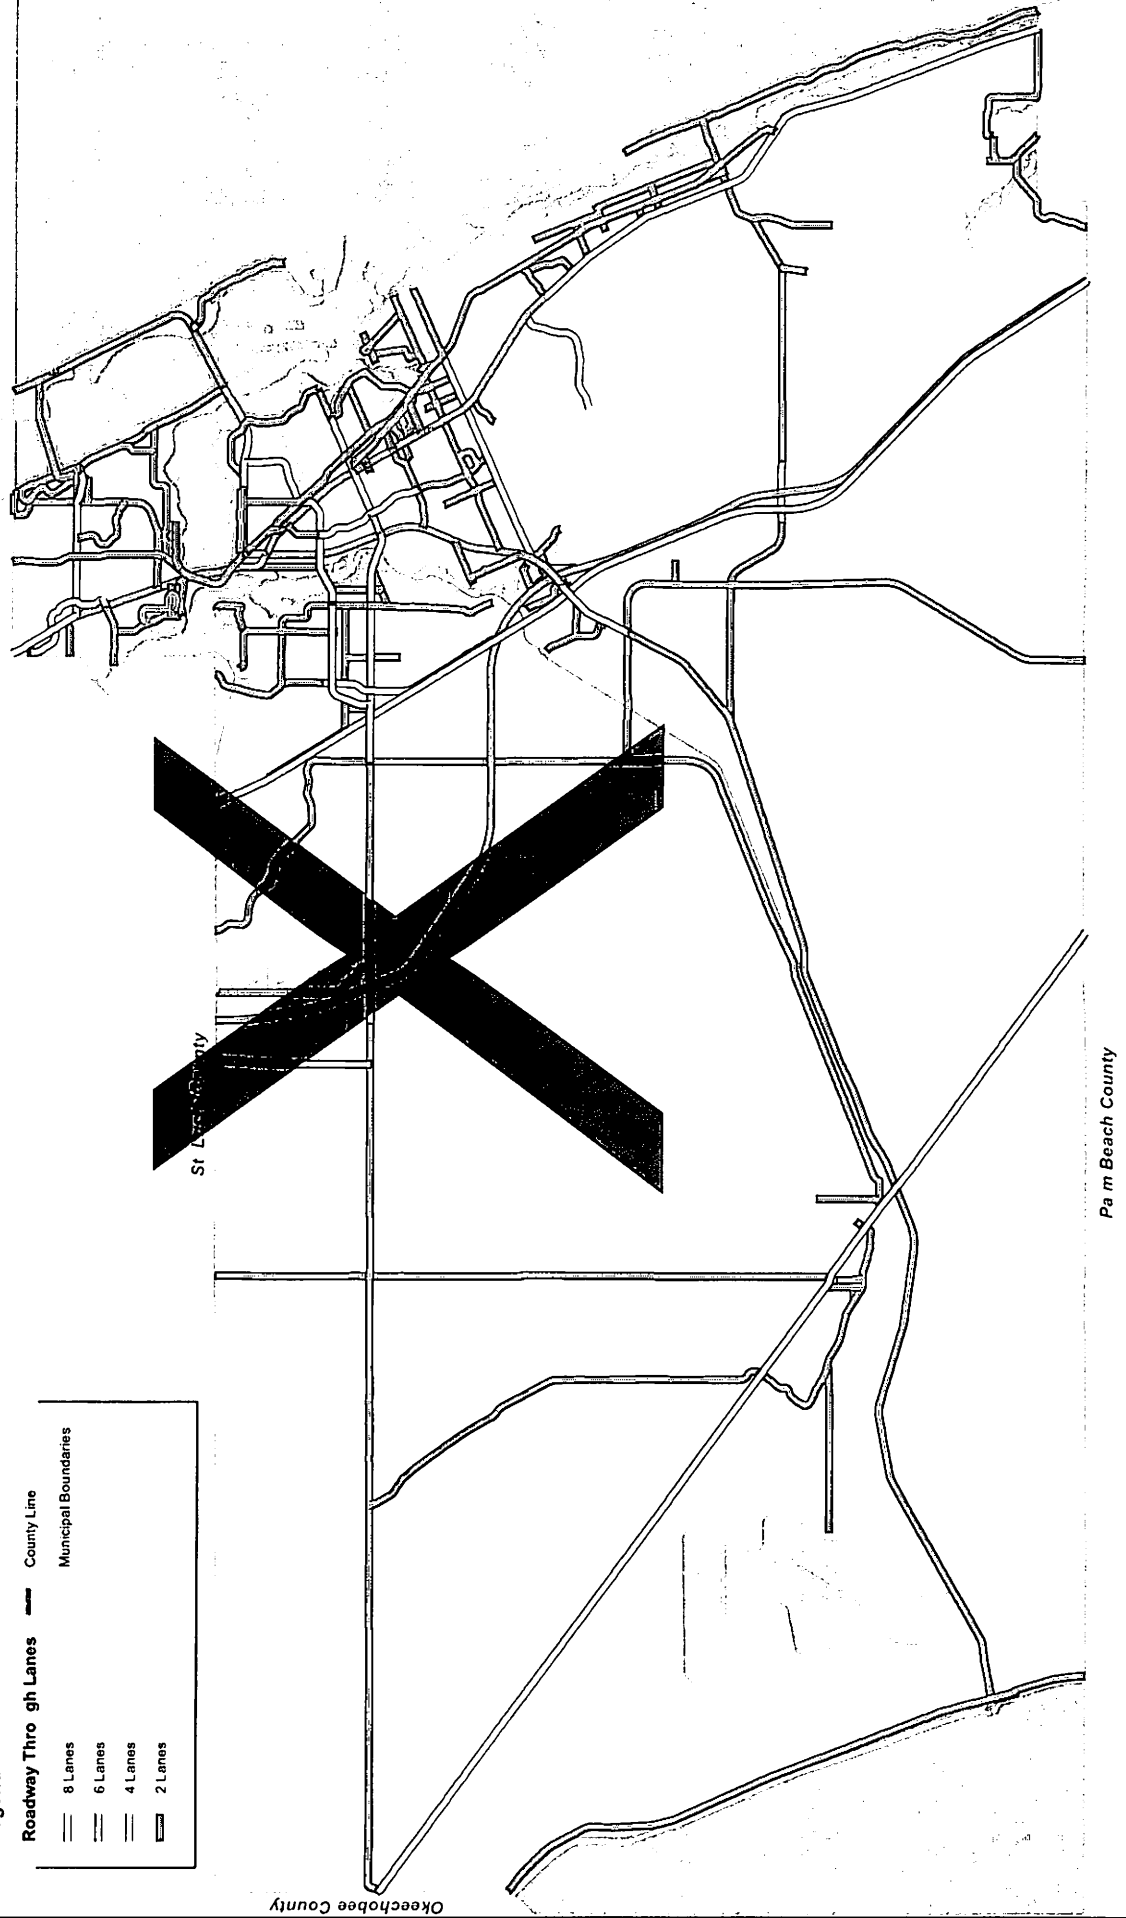 Roadway Thro gh Lanes
8 Lanes
6 Lanes
4 Lanes
2 Lanes
County Line
Municipal Boundaries
St County
Okeechobee County
Pa m Beach County